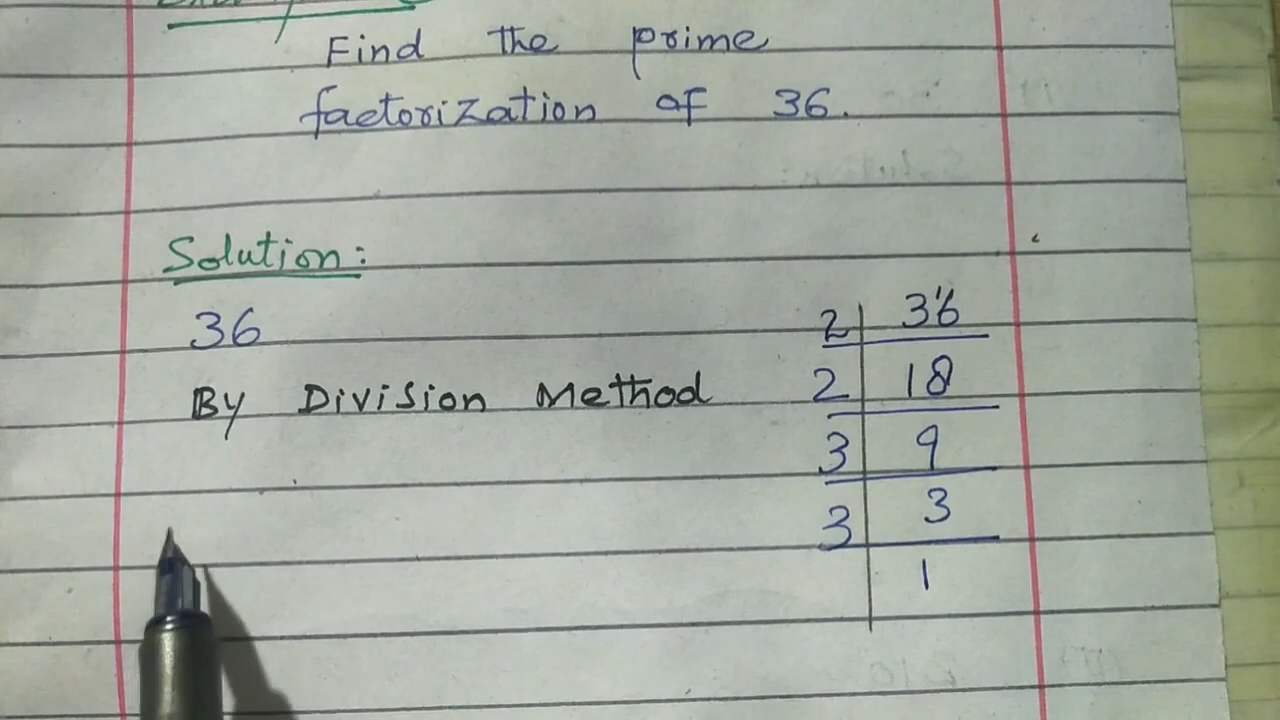 Find the prime
factorization of 36.
Solution:
36
2 | 36
By Division Method
2 | 18
3 | 9
3 | 3
1